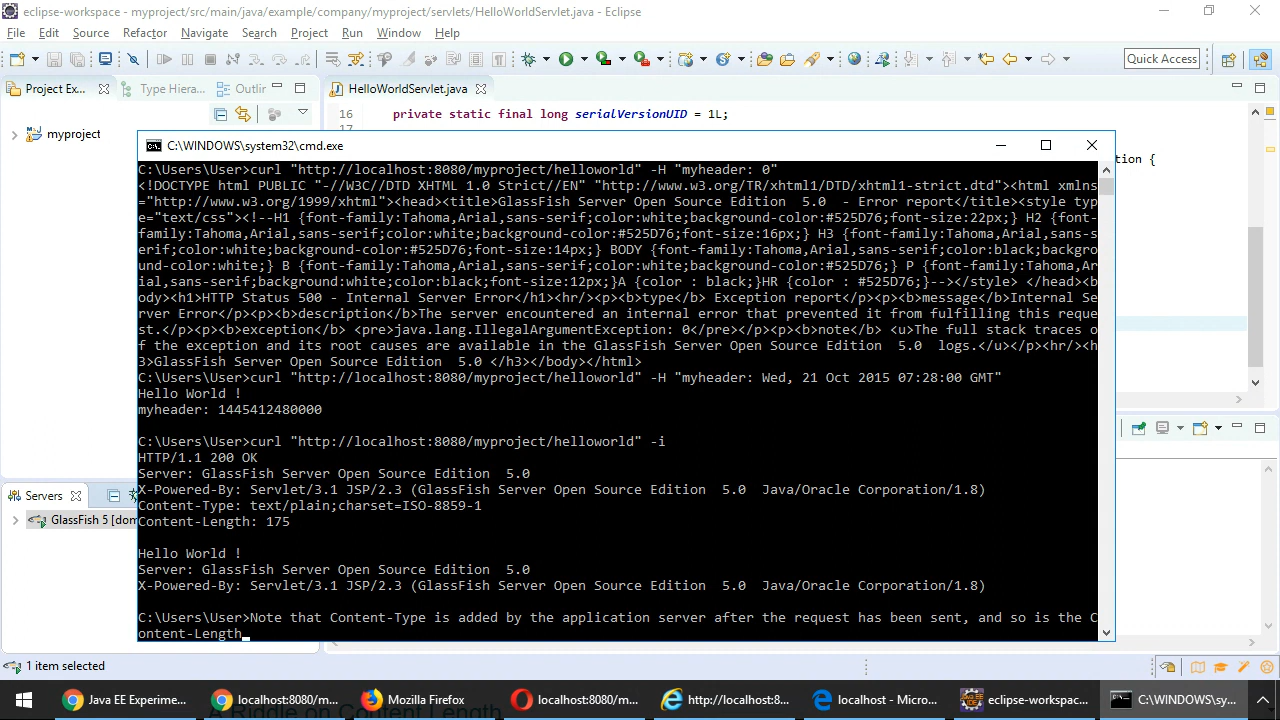 eclipse-workspace - myproject/src/main/java/example/company/myproject/servlets/HelloWorldServlet.java - Eclipse
File Edit Source Refactor Navigate Search Project Run Window Help
Quick Access
Project Ex... Type Hiera... Outlin HelloWorldServlet.java
16 private static final long serialVersionUID = 1L;
17
myproject
tion {
C:\WINDOWS\system32\cmd.exe
C:\Users\User>curl "http://localhost:8080/myproject/helloworld" -H "myheader: 0"
<!DOCTYPE html PUBLIC "-//W3C//DTD XHTML 1.0 Strict//EN" "http://www.w3.org/TR/xhtml1/DTD/xhtml1-strict.dtd"><html xmlns
="http://www.w3.org/1999/xhtml"><head><title>GlassFish Server Open Source Edition  5.0  - Error report</title><style typ
e="text/css"><!--H1 {font-family:Tahoma,Arial,sans-serif;color:white;background-color:#525D76;font-size:22px;} H2 {font-
family:Tahoma,Arial,sans-serif;color:white;background-color:#525D76;font-size:16px;} H3 {font-family:Tahoma,Arial,sans-s
erif;color:white;background-color:#525D76;font-size:14px;} BODY {font-family:Tahoma,Arial,sans-serif;color:black;backgro
und-color:white;} B {font-family:Tahoma,Arial,sans-serif;color:white;background-color:#525D76;} P {font-family:Tahoma,Ar
ial,sans-serif;background:white;color:black;font-size:12px;}A {color : black;}HR {color : #525D76;}--></style> </head><b
ody><h1>HTTP Status 500 - Internal Server Error</h1><hr/><p><b>type</b> Exception report</p><p><b>message</b>Internal Se
rver Error</p><p><b>description</b>The server encountered an internal error that prevented it from fulfilling this reque
st.</p><p><b>exception</b> <pre>java.lang.IllegalArgumentException: 0</pre></p><p><b>note</b> <u>The full stack traces o
f the exception and its root causes are available in the GlassFish Server Open Source Edition  5.0  logs.</u></p><hr/><h
3>GlassFish Server Open Source Edition  5.0 </h3></body></html>
C:\Users\User>curl "http://localhost:8080/myproject/helloworld" -H "myheader: Wed, 21 Oct 2015 07:28:00 GMT"
Hello World !
myheader: 1445412480000
C:\Users\User>curl "http://localhost:8080/myproject/helloworld" -i
HTTP/1.1 200 OK
Server: GlassFish Server Open Source Edition  5.0
X-Powered-By: Servlet/3.1 JSP/2.3 (GlassFish Server Open Source Edition  5.0  Java/Oracle Corporation/1.8)
Content-Type: text/plain;charset=ISO-8859-1
Content-Length: 175
Hello World !
Server: GlassFish Server Open Source Edition  5.0
X-Powered-By: Servlet/3.1 JSP/2.3 (GlassFish Server Open Source Edition  5.0  Java/Oracle Corporation/1.8)
C:\Users\User>Note that Content-Type is added by the application server after the request has been sent, and so is the C
ontent-Length
Servers
GlassFish 5 [dom
1 item selected
Java EE Experime... localhost:8080/m... Mozilla Firefox localhost:8080/m... http://localhost:8... localhost - Micros... eclipse-workspac... C:\WINDOWS\sy...
A Riddle on Content Length